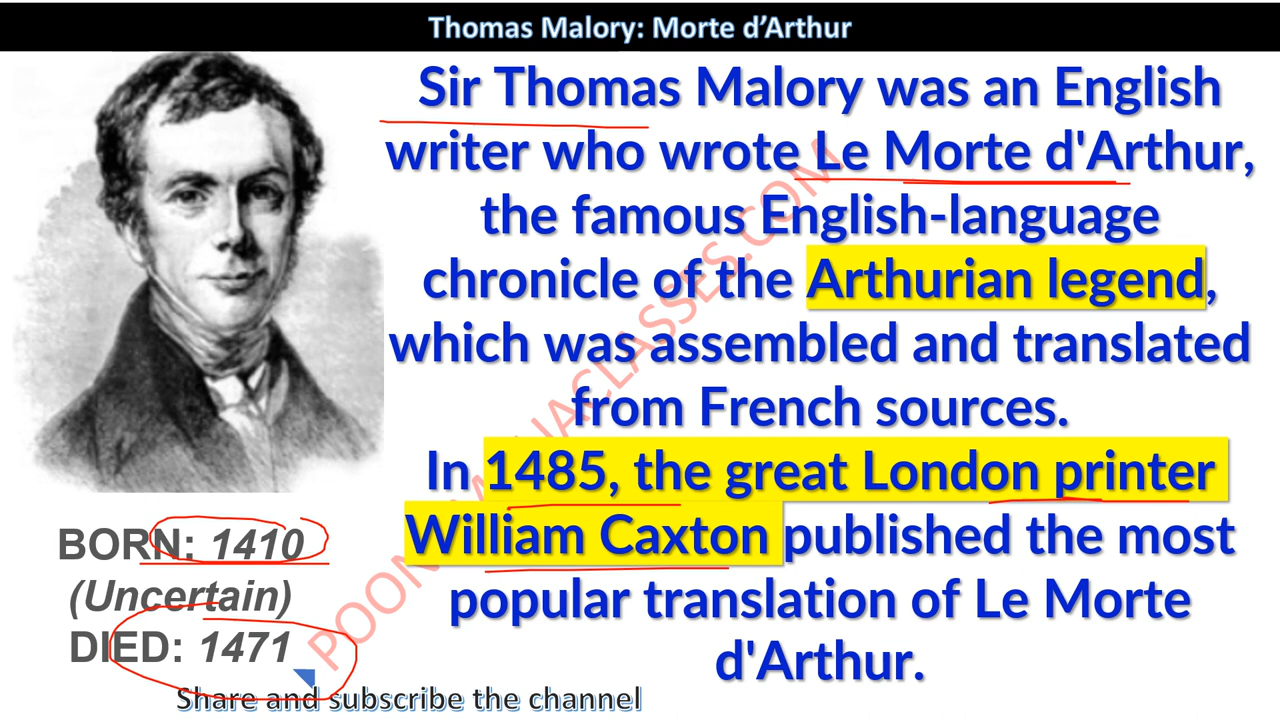 Thomas Malory: Morte d’Arthur
Sir Thomas Malory was an English
writer who wrote Le Morte d'Arthur,
the famous English-language
chronicle of the Arthurian legend,
which was assembled and translated
from French sources.
In 1485, the great London printer
William Caxton published the most
popular translation of Le Morte
d'Arthur.
BORN: 1410
(Uncertain)
DIED: 1471
Share and subscribe the channel